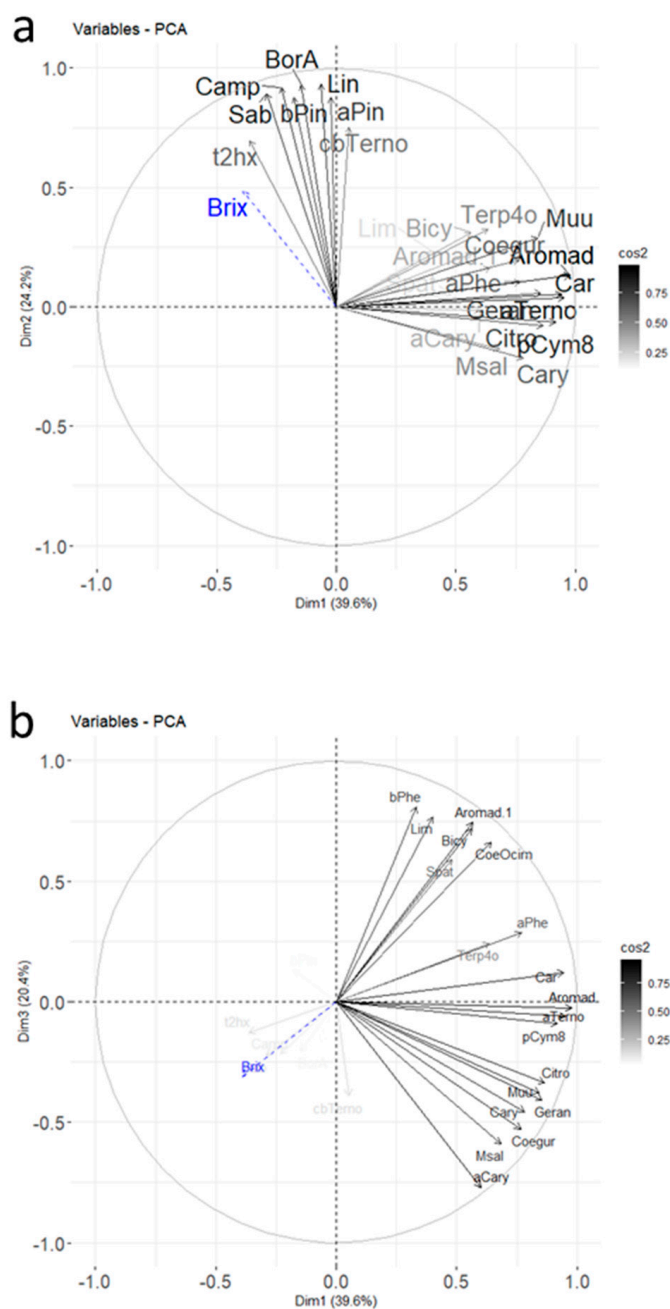 a
Variables - PCA
1.0
BorA
Camp
Lin
Sab
bPin
aPin
cbTerno
t2hx
0.5
Brix
Lim
Bicy
Terp4o
Muu
Coegur
Aromad.1
Aromad
aPhe
Car
0.0
Geran
aTerno
aCary
Citro
pCym8
Msal
Cary
-0.5
-1.0
-1.0
-0.5
0.0
0.5
1.0
Dim1 (39.6%)
Dim2 (24.2%)
cos2
0.75
0.50
0.25
b
Variables - PCA
1.0
bPhe
Aromad.1
Lim
Bicy
CoeOcim
Spat
0.5
aPhe
Terp4o
Car
0.0
Aromad.
aTerno
t2hx
pCym8
Brix
Citro
Muu
cbTerno
Cary
Geran
-0.5
Coegur
Msal
aCary
-1.0
-1.0
-0.5
0.0
0.5
1.0
Dim1 (39.6%)
Dim3 (20.4%)
cos2
0.75
0.50
0.25